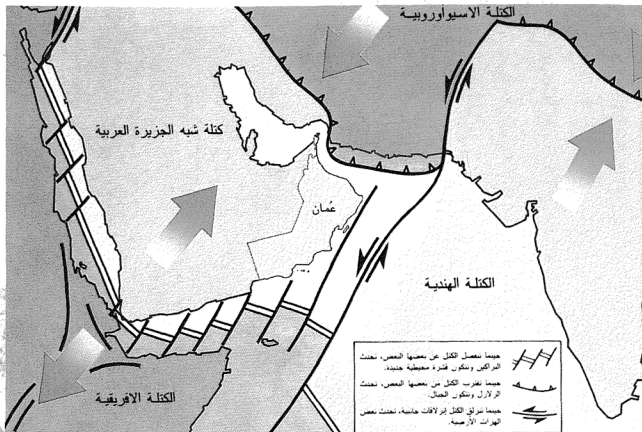 الكتلة الاسيوأوروبية
كتلة شبه الجزيرة العربية
عُمان
الكتلة الهندية
الكتلة الافريقية
حينما تنفصل الكتل عن بعضها البعض، تحدث
البراكين وتتكون قشرة محيطية جديدة.
حينما تقترب الكتل من بعضها البعض، تحدث
الزلازل وتتكون الجبال.
حينما تنزلق الكتل إنزلاقات جانبية، تحدث بعض
الهزات الأرضية.